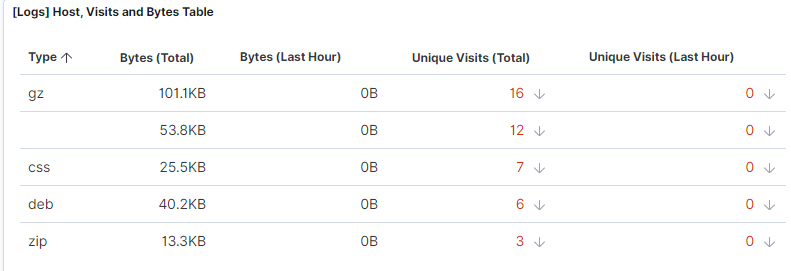 [Logs] Host, Visits and Bytes Table
Type ↑ Bytes (Total) Bytes (Last Hour) Unique Visits (Total) Unique Visits (Last Hour)
gz 101.1KB 0B 16 ↓ 0 ↓
53.8KB 0B 12 ↓ 0 ↓
css 25.5KB 0B 7 ↓ 0 ↓
deb 40.2KB 0B 6 ↓ 0 ↓
zip 13.3KB 0B 3 ↓ 0 ↓